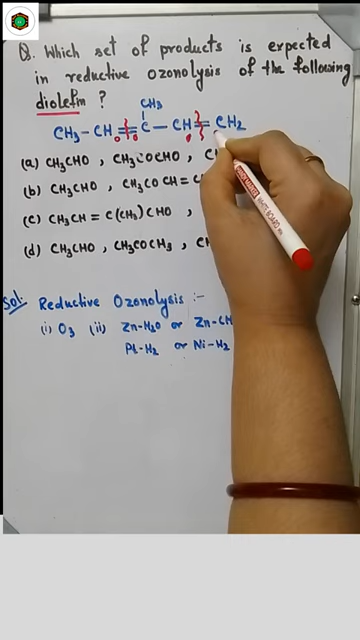 Q. Which set of products is expected
in reductive ozonolysis of the following
diolefin ?
CH₃
CH₃ - CH = C - CH = CH₂
(a) CH₃CHO , CH₃COCHO ,
(b) CH₃CHO , CH₃CO CH =
(c) CH₃CH = C(CH₃) CHO ,
(d) CH₃CHO , CH₃COCH₃ ,
Sol: Reductive Ozonolysis :-
(i) O₃ (ii) Zn-H₂O or Zn-CH
Pt-H₂ or Ni-H₂